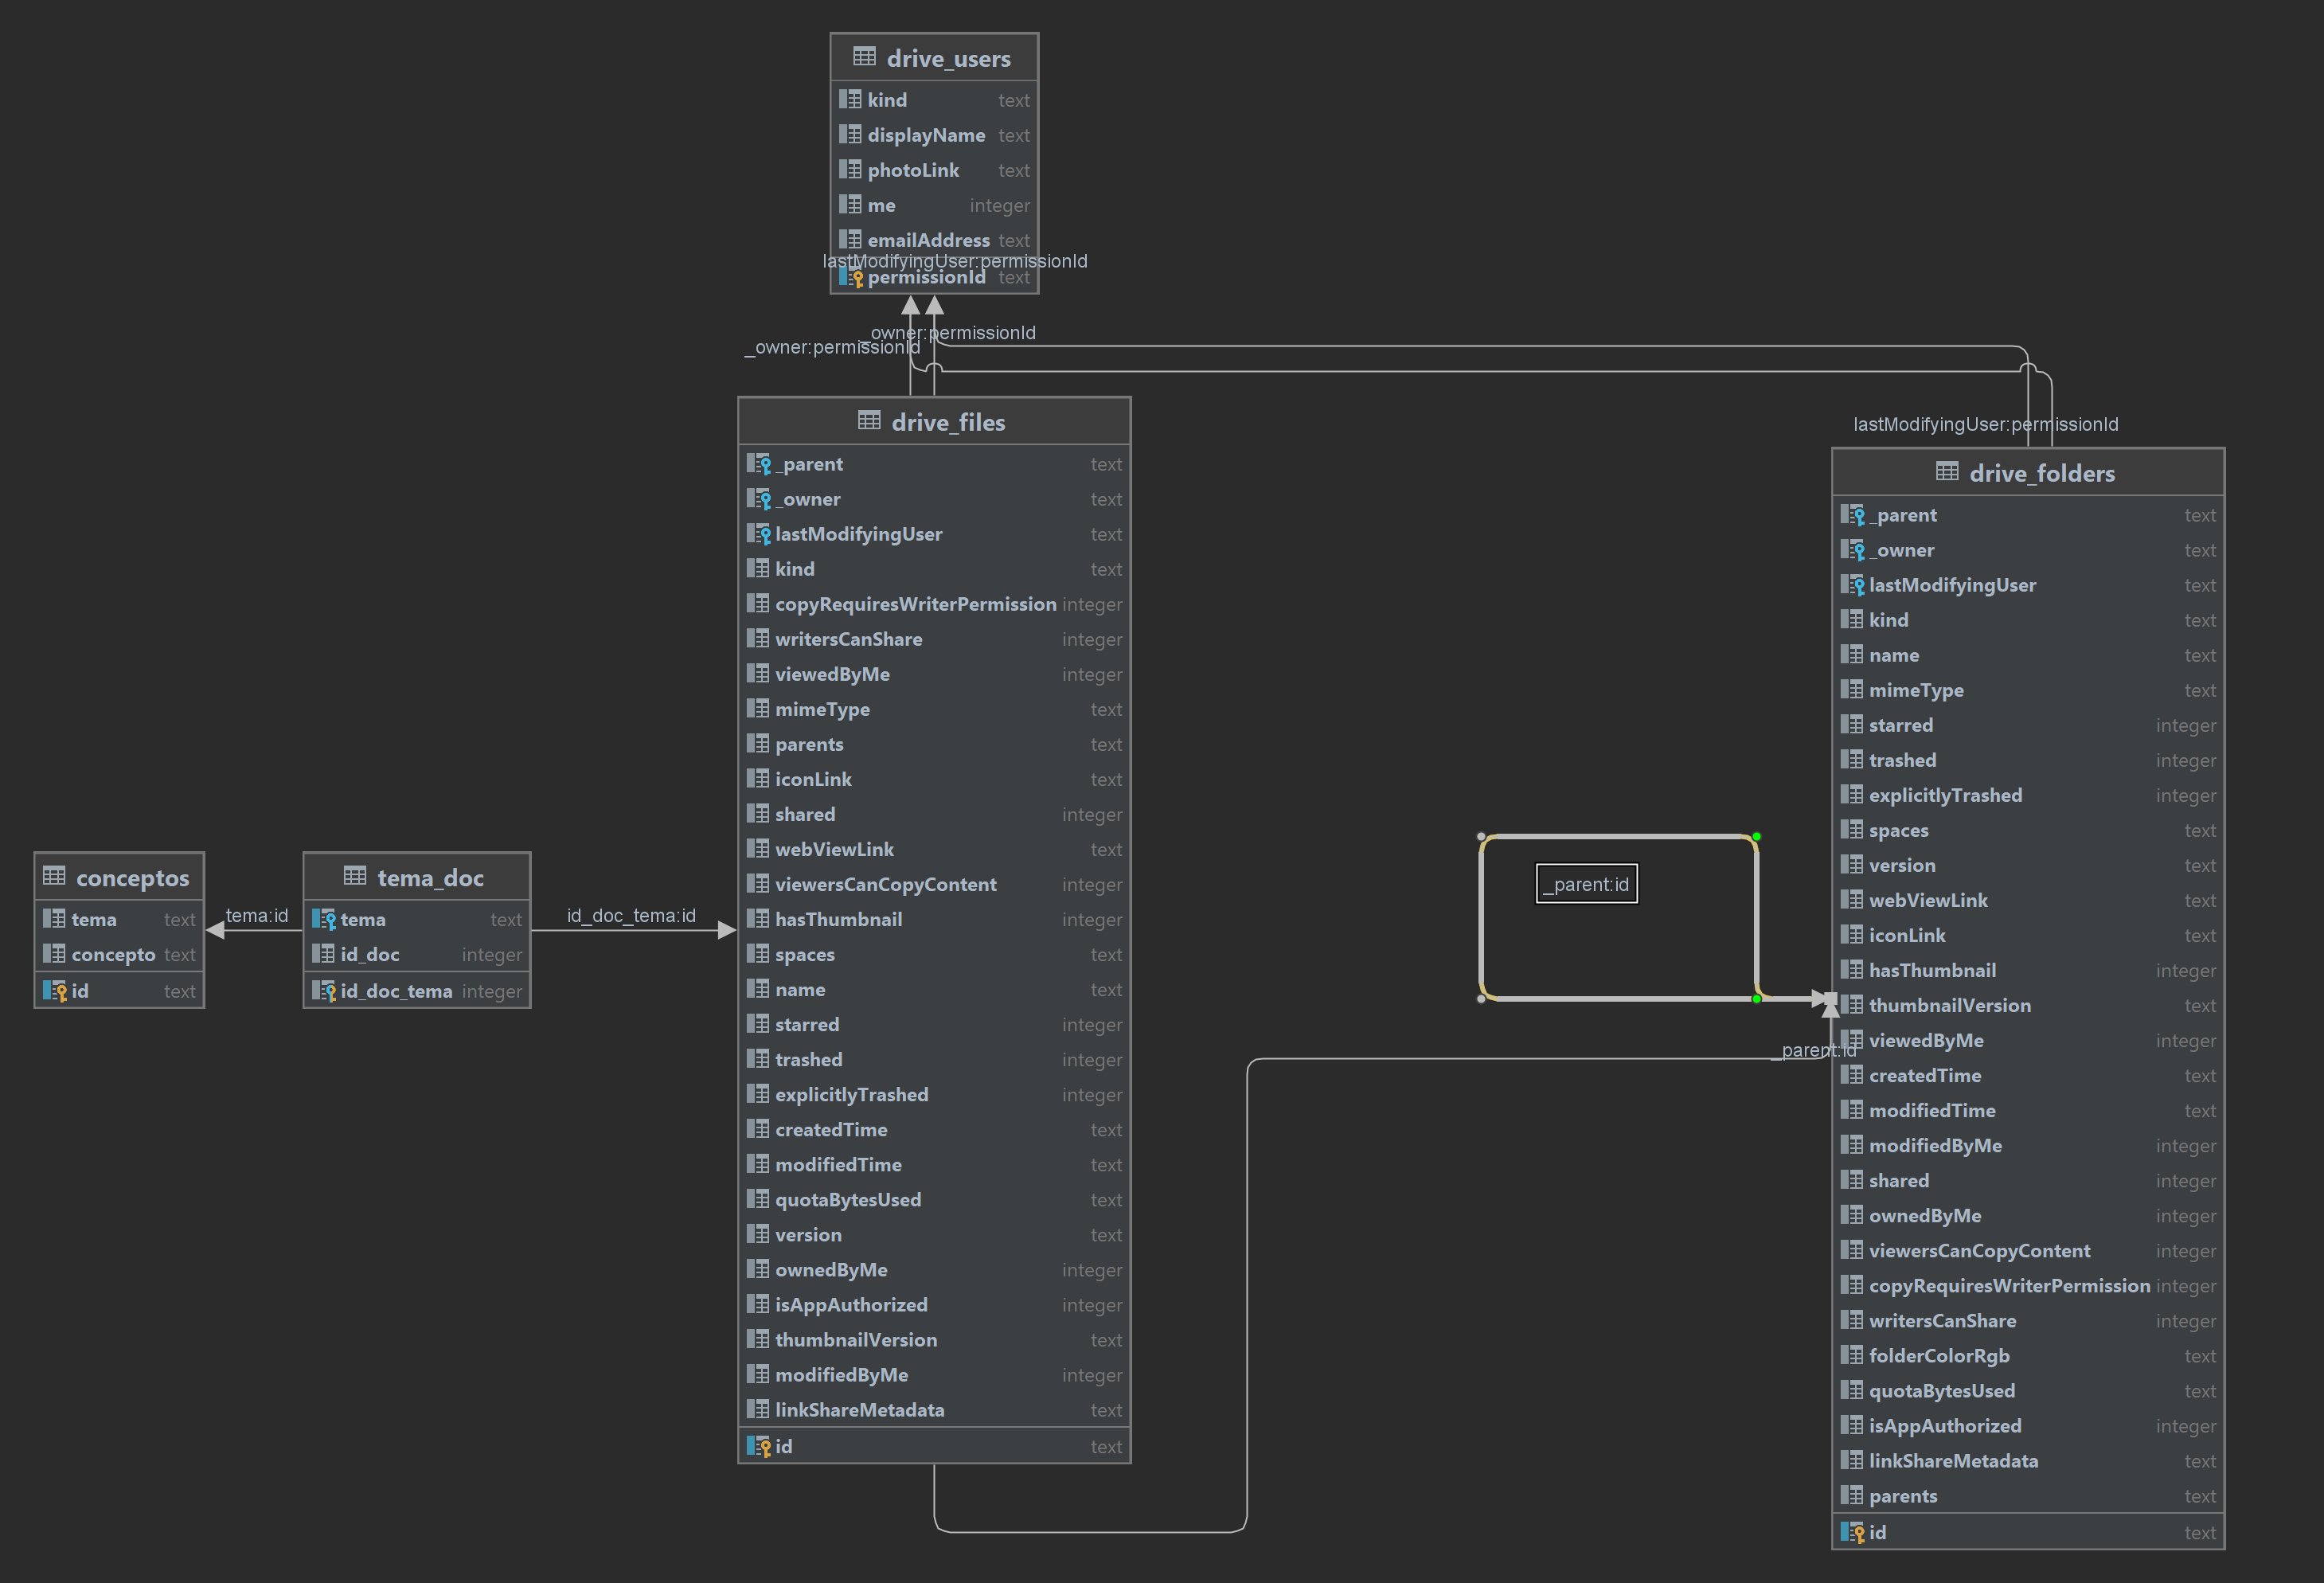 drive_users
kind text
displayName text
photoLink text
me integer
emailAddress text
lastModifyingUser:permissionId
permissionId text
_owner:permissionId
_owner:permissionId
drive_files
_parent text
_owner text
lastModifyingUser text
kind text
copyRequiresWriterPermission integer
writersCanShare integer
viewedByMe integer
mimeType text
parents text
iconLink text
shared integer
webViewLink text
viewersCanCopyContent integer
hasThumbnail integer
spaces text
name text
starred integer
trashed integer
explicitlyTrashed integer
createdTime text
modifiedTime text
quotaBytesUsed text
version text
ownedByMe integer
isAppAuthorized integer
thumbnailVersion text
modifiedByMe integer
linkShareMetadata text
id text
conceptos
tema text
concepto text
id text
tema:id
tema_doc
tema text
id_doc integer
id_doc_tema integer
id_doc_tema:id
_parent:id
_parent:id
lastModifyingUser:permissionId
drive_folders
_parent text
_owner text
lastModifyingUser text
kind text
name text
mimeType text
starred integer
trashed integer
explicitlyTrashed integer
spaces text
version text
webViewLink text
iconLink text
hasThumbnail integer
thumbnailVersion text
viewedByMe integer
createdTime text
modifiedTime text
modifiedByMe integer
shared integer
ownedByMe integer
viewersCanCopyContent integer
copyRequiresWriterPermission integer
writersCanShare integer
folderColorRgb text
quotaBytesUsed text
isAppAuthorized integer
linkShareMetadata text
parents text
id text